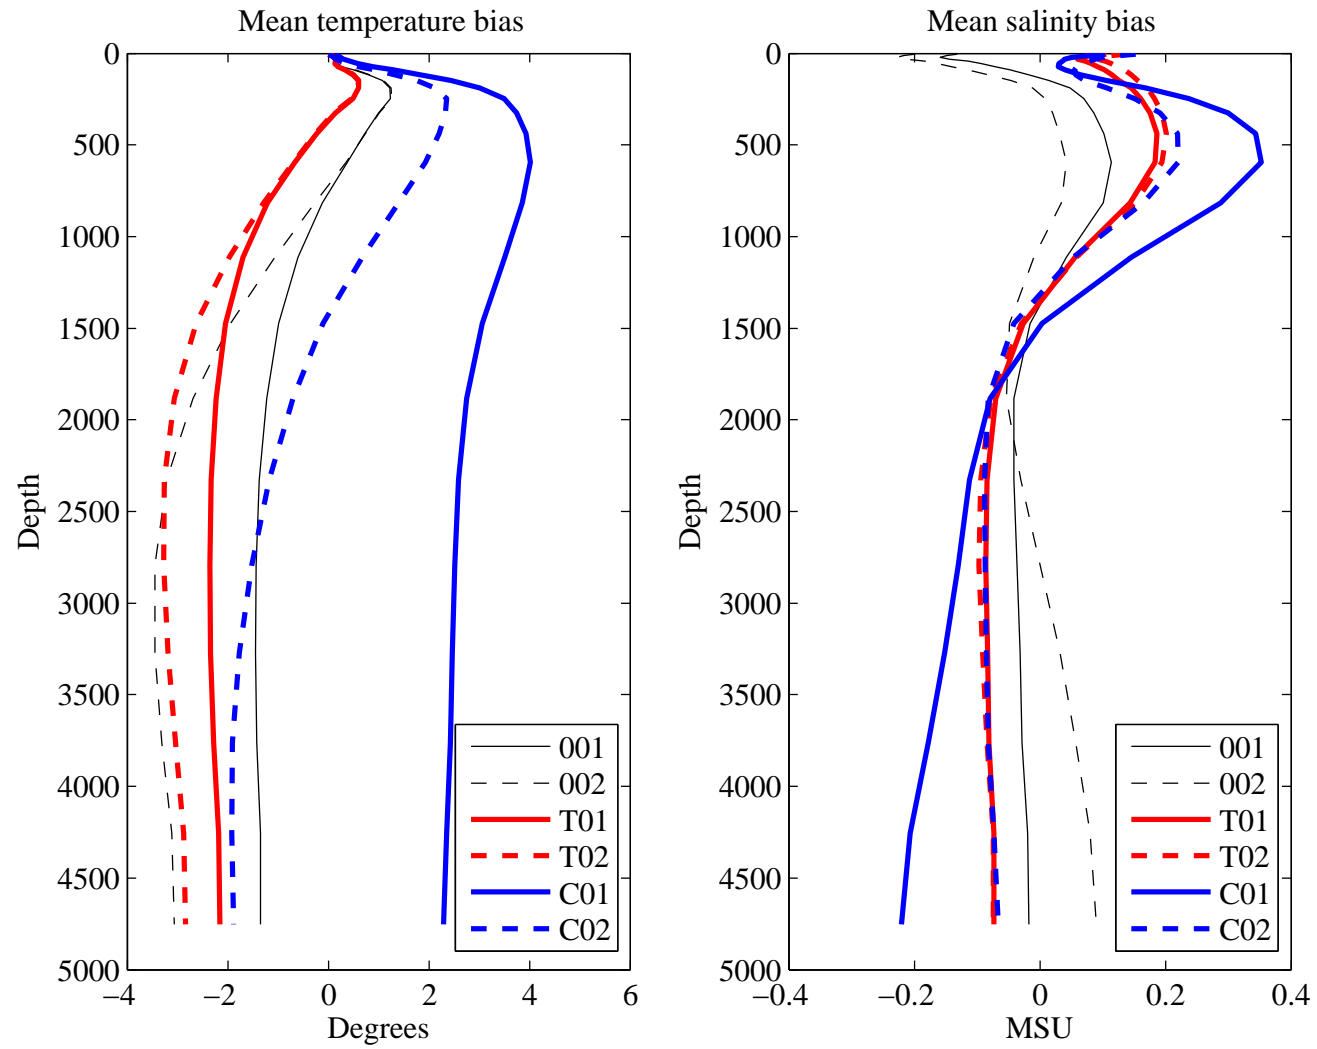 Mean temperature bias
0
500
1000
1500
2000
2500
3000
3500
4000
4500
5000
Depth
−4 −2 0 2 4 6
Degrees
001
002
T01
T02
C01
C02
Mean salinity bias
0
500
1000
1500
2000
2500
3000
3500
4000
4500
5000
Depth
−0.4 −0.2 0 0.2 0.4
MSU
001
002
T01
T02
C01
C02